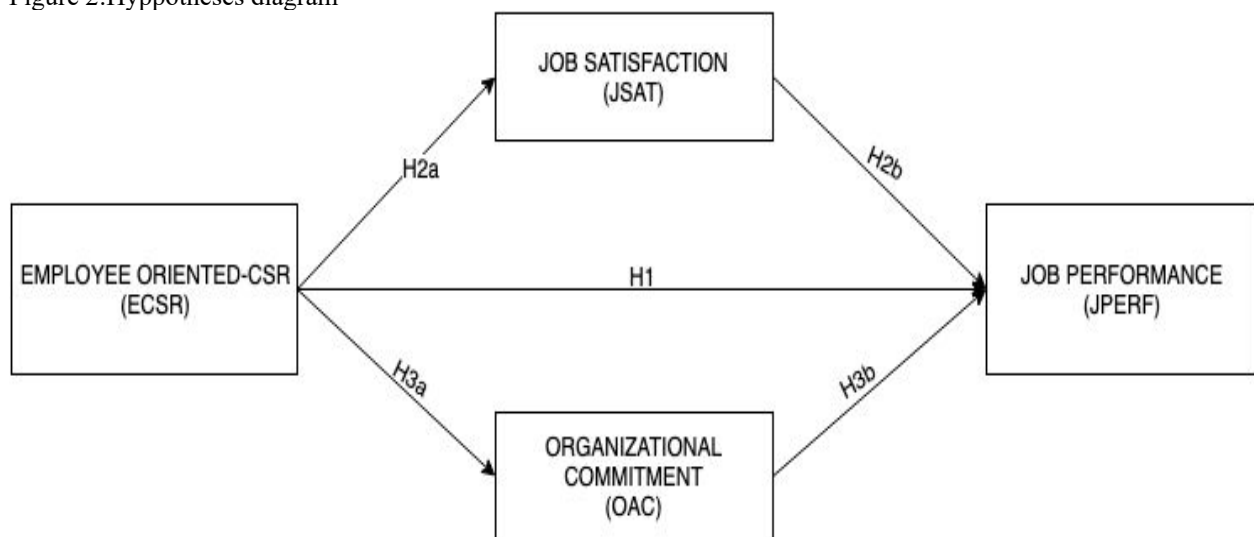 Figure 2.Hyppotheses diagram
JOB SATISFACTION
(JSAT)
H2a
H2b
EMPLOYEE ORIENTED-CSR
(ECSR)
H1
JOB PERFORMANCE
(JPERF)
H3a
H3b
ORGANIZATIONAL
COMMITMENT
(OAC)